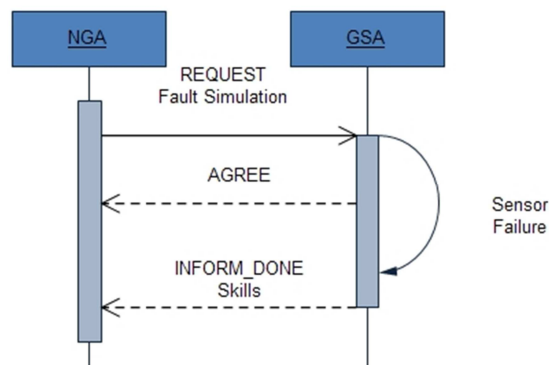 NGA
GSA
REQUEST
Fault Simulation
AGREE
Sensor
Failure
INFORM_DONE
Skills